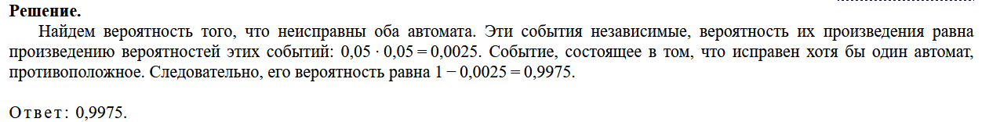 Решение.
Найдем вероятность того, что неисправны оба автомата. Эти события независимые, вероятность их произведения равна
произведению вероятностей этих событий: 0,05 · 0,05 = 0,0025. Событие, состоящее в том, что исправен хотя бы один автомат,
противоположное. Следовательно, его вероятность равна 1 − 0,0025 = 0,9975.
Ответ: 0,9975.